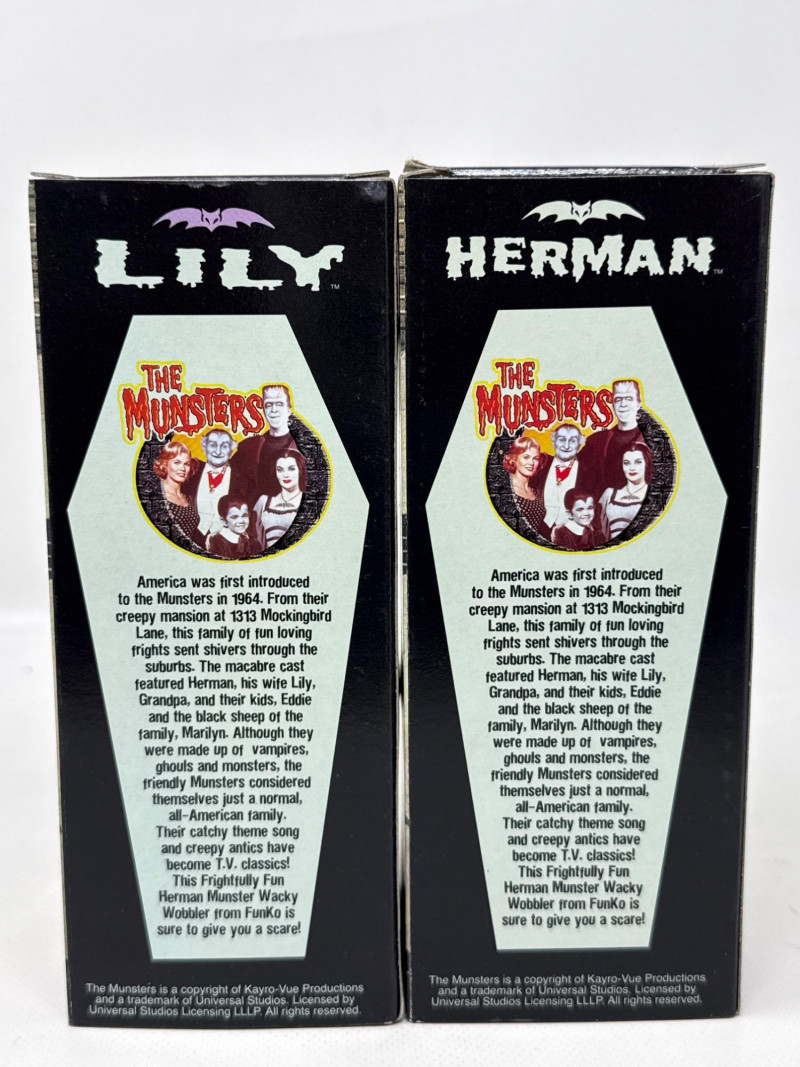 LILY
TM
THE
MUNSTERS
America was first introduced
to the Munsters in 1964. From their
creepy mansion at 1313 Mockingbird
Lane, this family of fun loving
frights sent shivers through the
suburbs. The macabre cast
featured Herman, his wife Lily,
Grandpa, and their kids, Eddie
and the black sheep of the
family, Marilyn. Although they
were made up of vampires,
ghouls and monsters, the
friendly Munsters considered
themselves just a normal,
all-American family.
Their catchy theme song
and creepy antics have
become T.V. classics!
This Frightfully Fun
Herman Munster Wacky
Wobbler from FunKo is
sure to give you a scare!
The Munsters is a copyright of Kayro-Vue Productions
and a trademark of Universal Studios. Licensed by
Universal Studios Licensing LLLP. All rights reserved.
HERMAN
TM
THE
MUNSTERS
America was first introduced
to the Munsters in 1964. From their
creepy mansion at 1313 Mockingbird
Lane, this family of fun loving
frights sent shivers through the
suburbs. The macabre cast
featured Herman, his wife Lily,
Grandpa, and their kids, Eddie
and the black sheep of the
family, Marilyn. Although they
were made up of vampires,
ghouls and monsters, the
friendly Munsters considered
themselves just a normal,
all-American family.
Their catchy theme song
and creepy antics have
become T.V. classics!
This Frightfully Fun
Herman Munster Wacky
Wobbler from FunKo is
sure to give you a scare!
The Munsters is a copyright of Kayro-Vue Productions
and a trademark of Universal Studios. Licensed by
Universal Studios Licensing LLLP. All rights reserved.